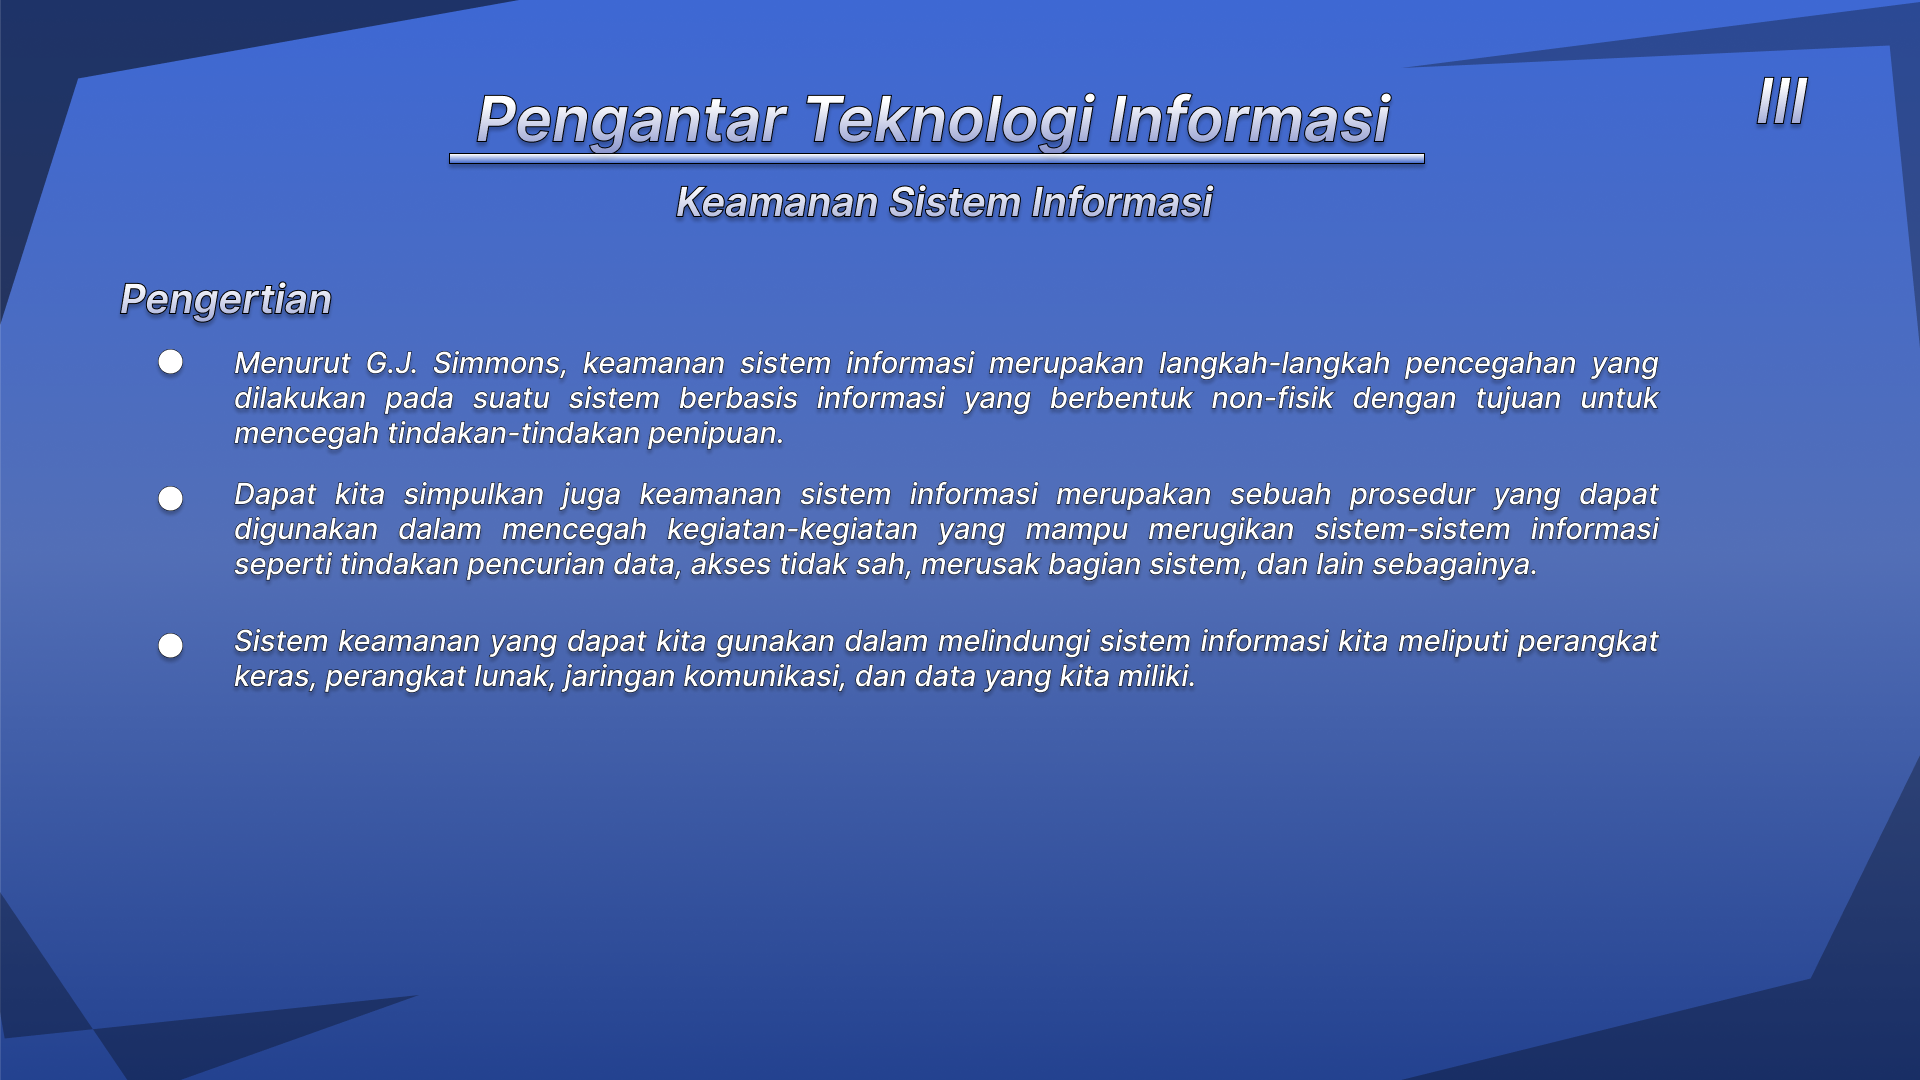 III
Pengantar Teknologi Informasi
Keamanan Sistem Informasi
Pengertian
Menurut G.J. Simmons, keamanan sistem informasi merupakan langkah-langkah pencegahan yang
dilakukan pada suatu sistem berbasis informasi yang berbentuk non-fisik dengan tujuan untuk
mencegah tindakan-tindakan penipuan.
Dapat kita simpulkan juga keamanan sistem informasi merupakan sebuah prosedur yang dapat
digunakan dalam mencegah kegiatan-kegiatan yang mampu merugikan sistem-sistem informasi
seperti tindakan pencurian data, akses tidak sah, merusak bagian sistem, dan lain sebagainya.
Sistem keamanan yang dapat kita gunakan dalam melindungi sistem informasi kita meliputi perangkat
keras, perangkat lunak, jaringan komunikasi, dan data yang kita miliki.